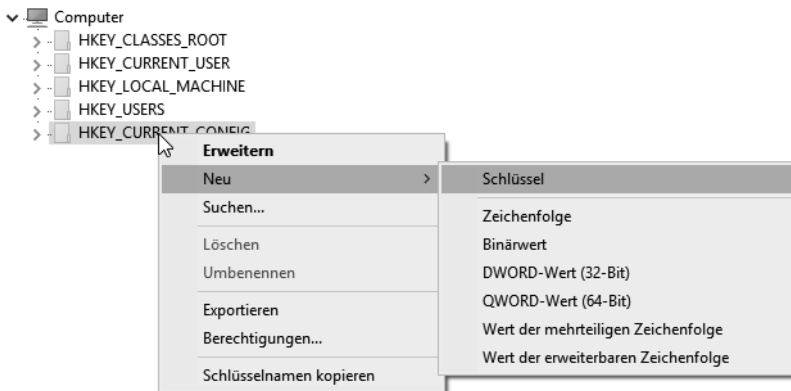 Computer
HKEY_CLASSES_ROOT
HKEY_CURRENT_USER
HKEY_LOCAL_MACHINE
HKEY_USERS
HKEY_CURRENT_CONFIG
Erweitern
Neu
Suchen...
Löschen
Umbenennen
Exportieren
Berechtigungen...
Schlüsselnamen kopieren
Schlüssel
Zeichenfolge
Binärwert
DWORD-Wert (32-Bit)
QWORD-Wert (64-Bit)
Wert der mehrteiligen Zeichenfolge
Wert der erweiterbaren Zeichenfolge